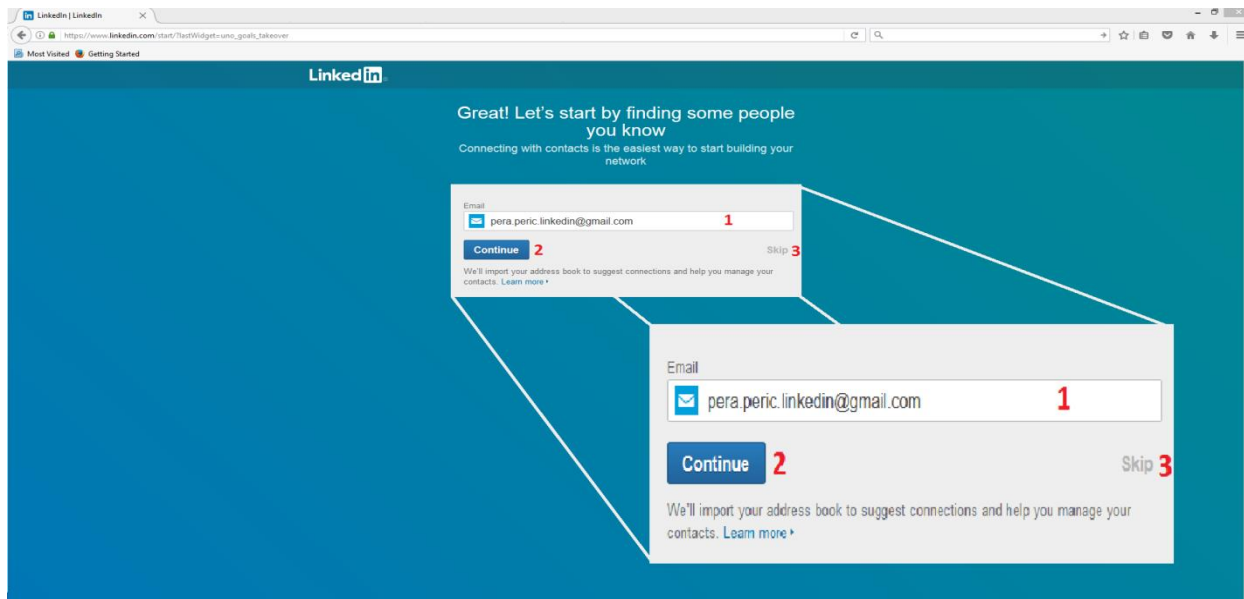 LinkedIn | LinkedIn
https://www.linkedin.com/start/?lastWidget=uno_goals_takeover
Most Visited Getting Started
Linked in
Great! Let's start by finding some people
you know
Connecting with contacts is the easiest way to start building your
network
Email
pera.peric.linkedin@gmail.com 1
Continue 2 Skip 3
We'll import your address book to suggest connections and help you manage your
contacts. Learn more
Email
pera.peric.linkedin@gmail.com 1
Continue 2 Skip 3
We'll import your address book to suggest connections and help you manage your
contacts. Learn more